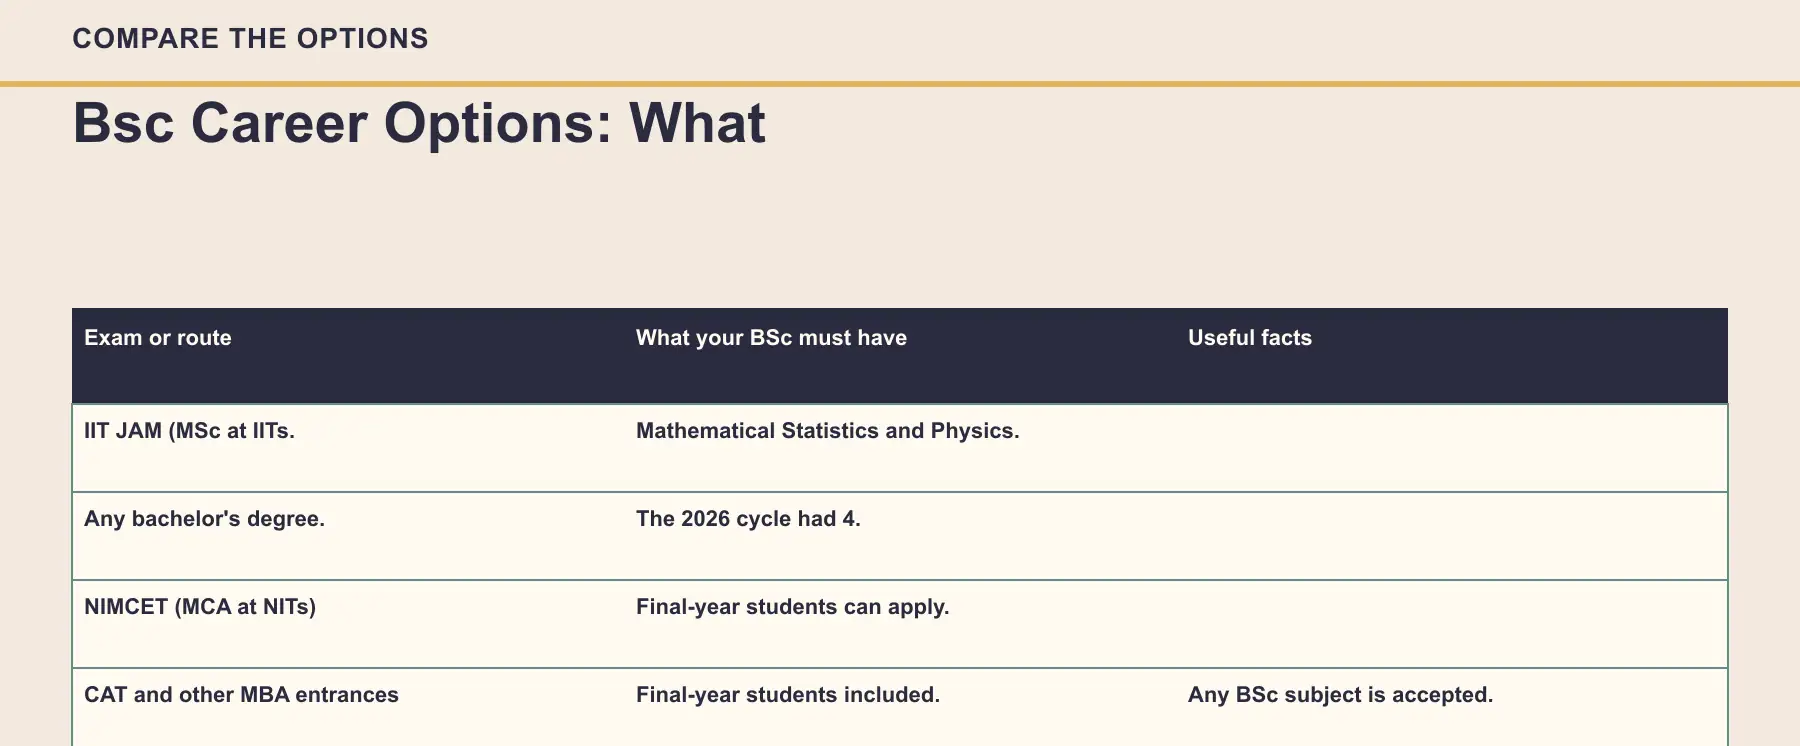 COMPARE THE OPTIONS
Bsc Career Options: What
Exam or route
What your BSc must have
Useful facts
IIT JAM (MSc at IITs.
Mathematical Statistics and Physics.
Any bachelor's degree.
The 2026 cycle had 4.
NIMCET (MCA at NITs)
Final-year students can apply.
CAT and other MBA entrances
Final-year students included.
Any BSc subject is accepted.